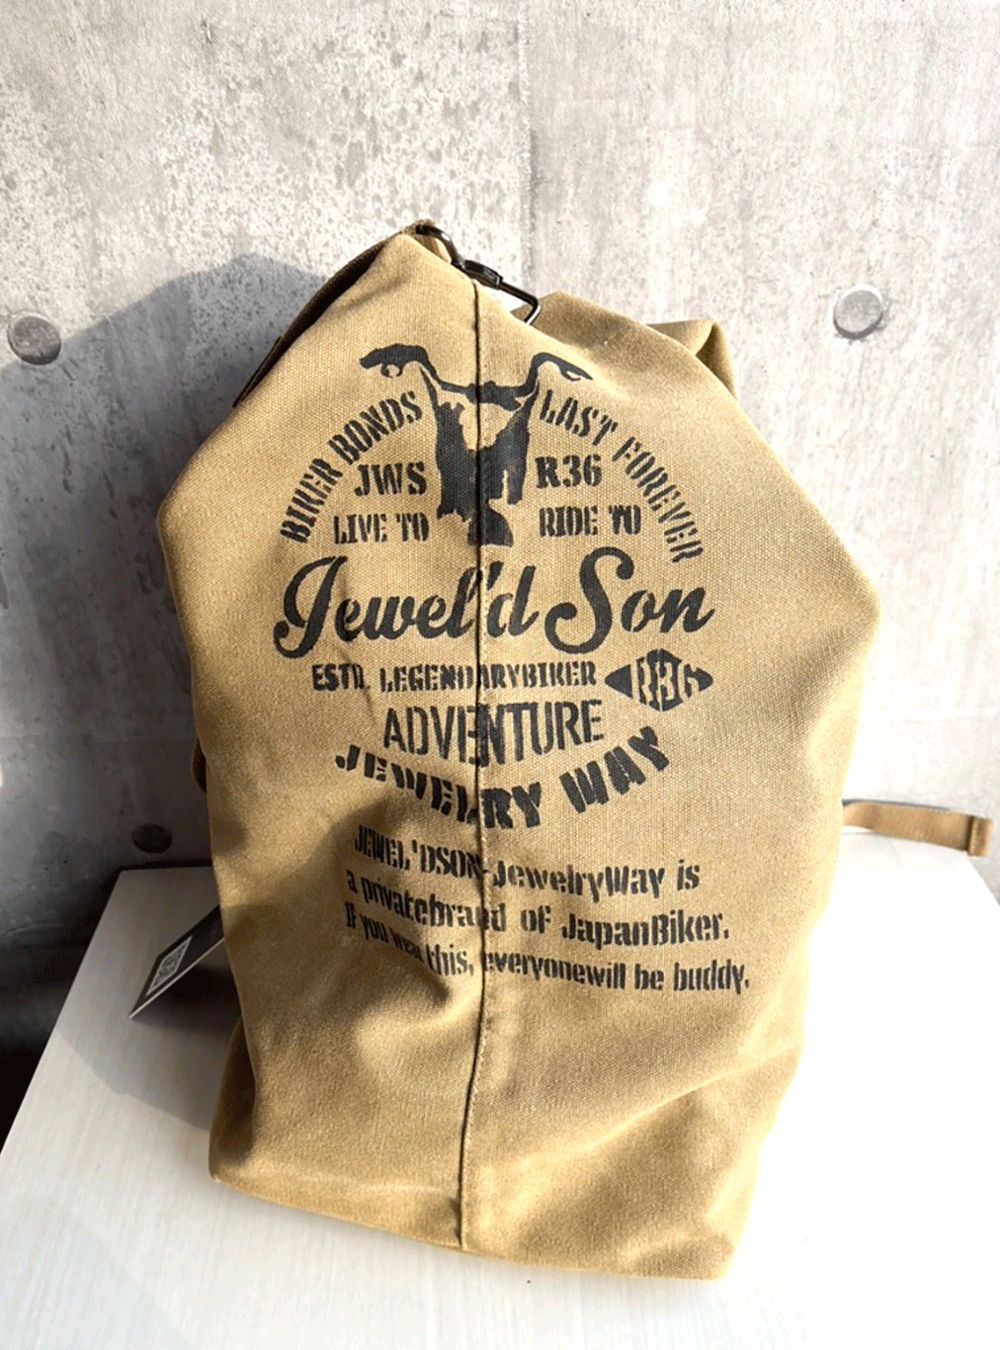 BIKER BONDS LAST FOREVER
JWS R36
LIVE TO RIDE TO
Jewel'd Son
ESTD. LEGENDARYBIKER R36
ADVENTURE
JEWELRY WAY
JEWEL'DSON-JewelryWay is
a privatebrand of JapanBiker.
If you wear this, everyonewill be buddy.